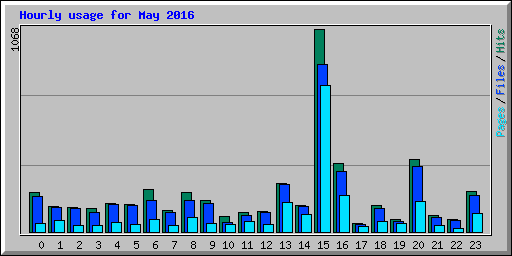 Hourly usage for May 2016
1068
Pages/Files/Hits
0 1 2 3 4 5 6 7 8 9 10 11 12 13 14 15 16 17 18 19 20 21 22 23